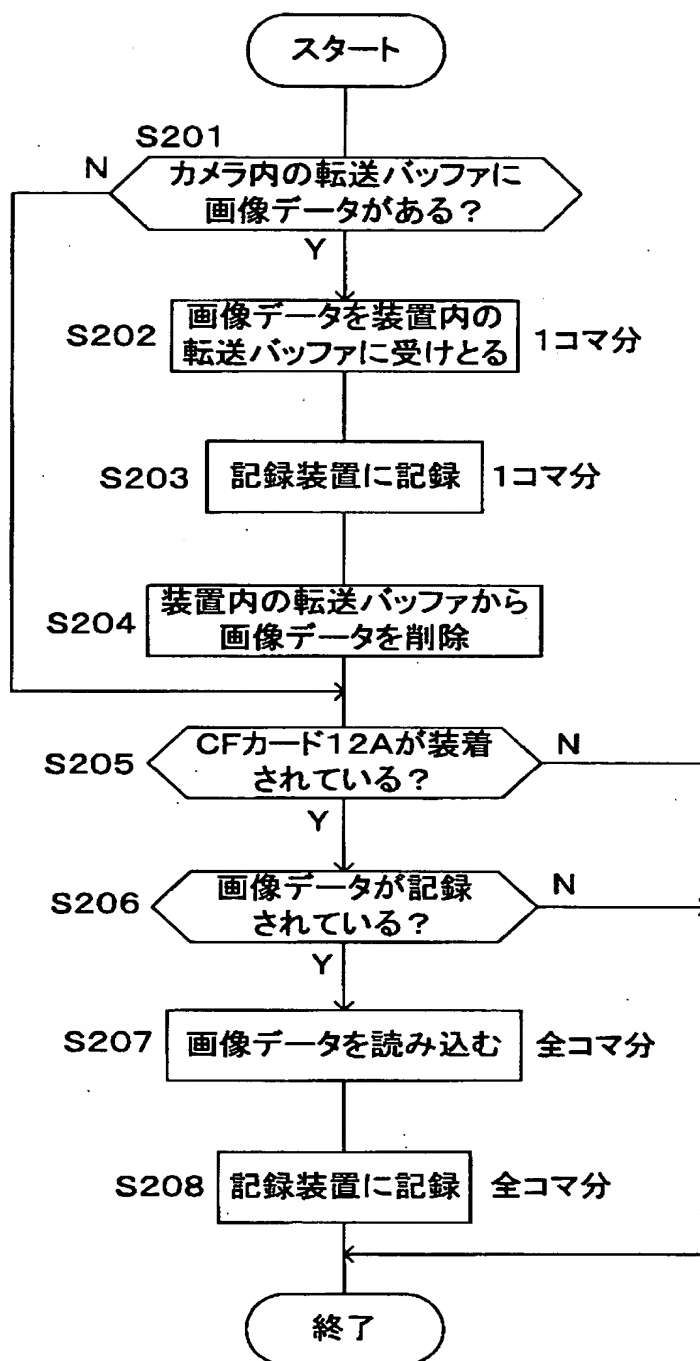 スタート
S201
N
カメラ内の転送バッファに
画像データがある?
Y
S202
画像データを装置内の
転送バッファに受けとる
1コマ分
S203
記録装置に記録
1コマ分
S204
装置内の転送バッファから
画像データを削除
S205
CFカード12Aが装着
されている?
N
Y
S206
画像データが記録
されている?
N
Y
S207
画像データを読み込む
全コマ分
S208
記録装置に記録
全コマ分
終了